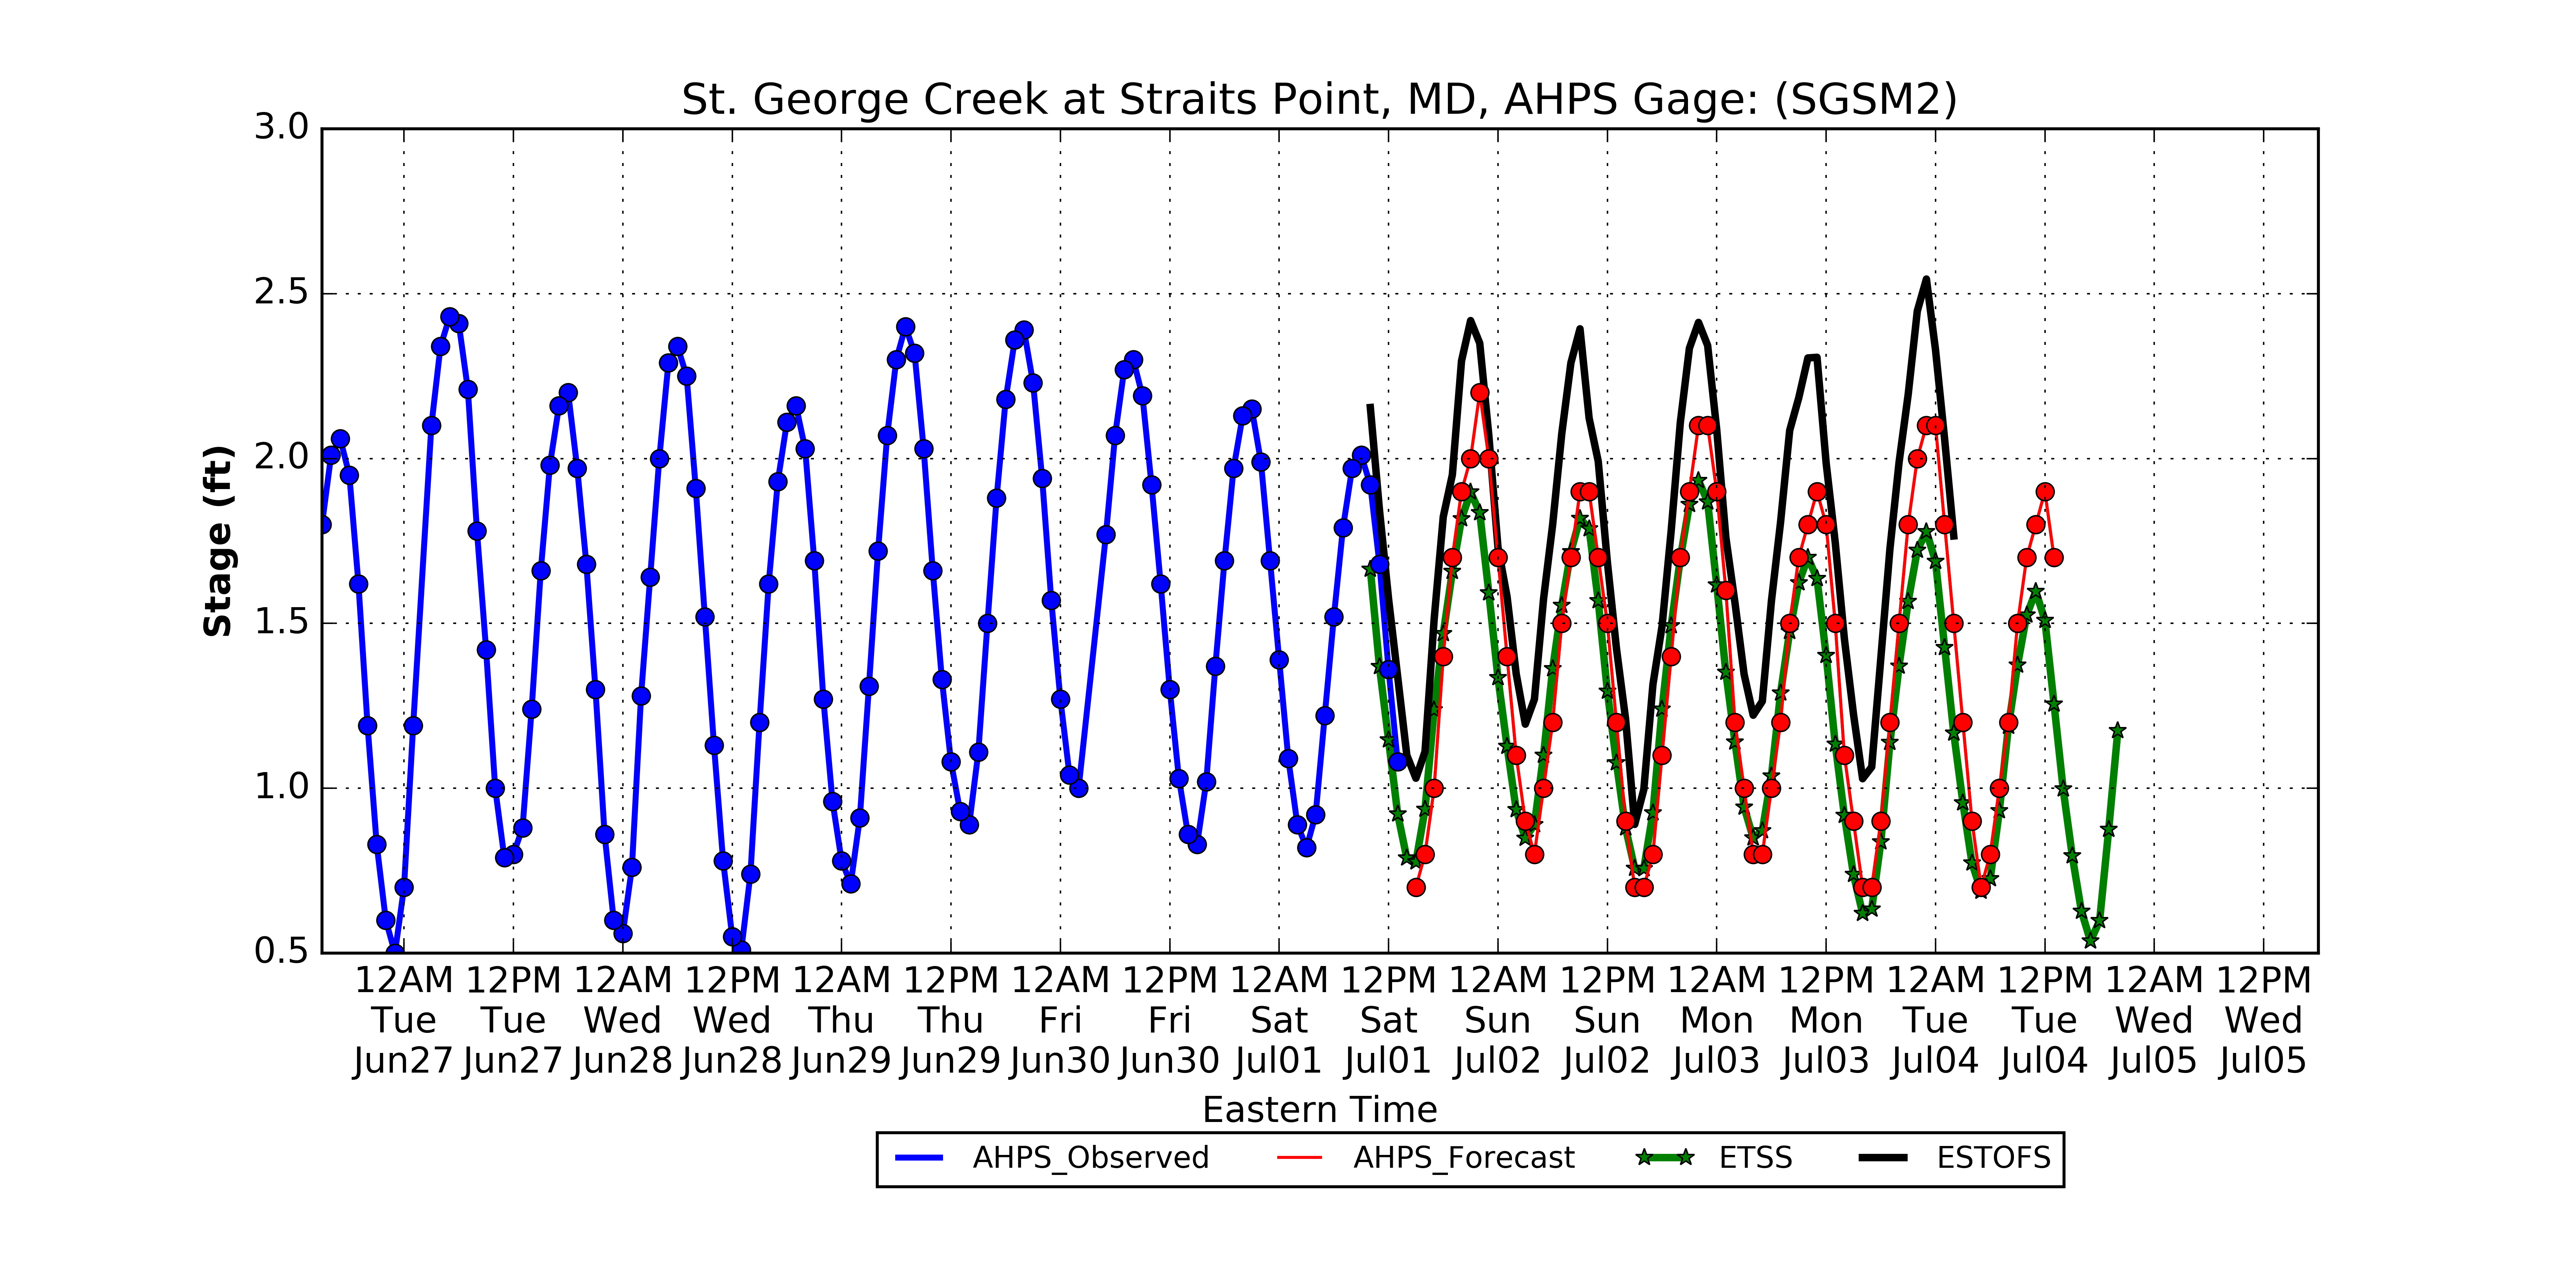 St. George Creek at Straits Point, MD, AHPS Gage: (SGSM2)
3.0
2.5
2.0
1.5
1.0
0.5
Stage (ft)
12AM 12PM 12AM 12PM 12AM 12PM 12AM 12PM 12AM 12PM 12AM 12PM 12AM 12PM 12AM 12PM 12AM 12PM
Tue Tue Wed Wed Thu Thu Fri Fri Sat Sat Sun Sun Mon Mon Tue Tue Wed Wed
Jun27 Jun27 Jun28 Jun28 Jun29 Jun29 Jun30 Jun30 Jul01 Jul01 Jul02 Jul02 Jul03 Jul03 Jul04 Jul04 Jul05 Jul05
Eastern Time
AHPS_Observed AHPS_Forecast ETSS ESTOFS